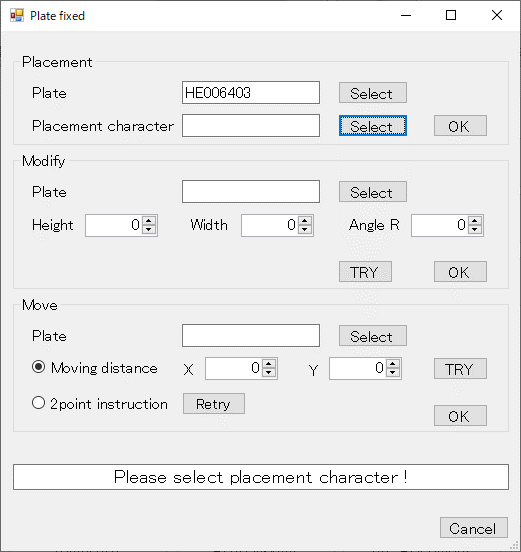 Plate fixed
Placement
Plate HE006403 Select
Placement character Select OK
Modify
Plate Select
Height 0 Width 0 Angle R 0
TRY OK
Move
Plate Select
Moving distance X 0 Y 0 TRY
2point instruction Retry
OK
Please select placement character !
Cancel